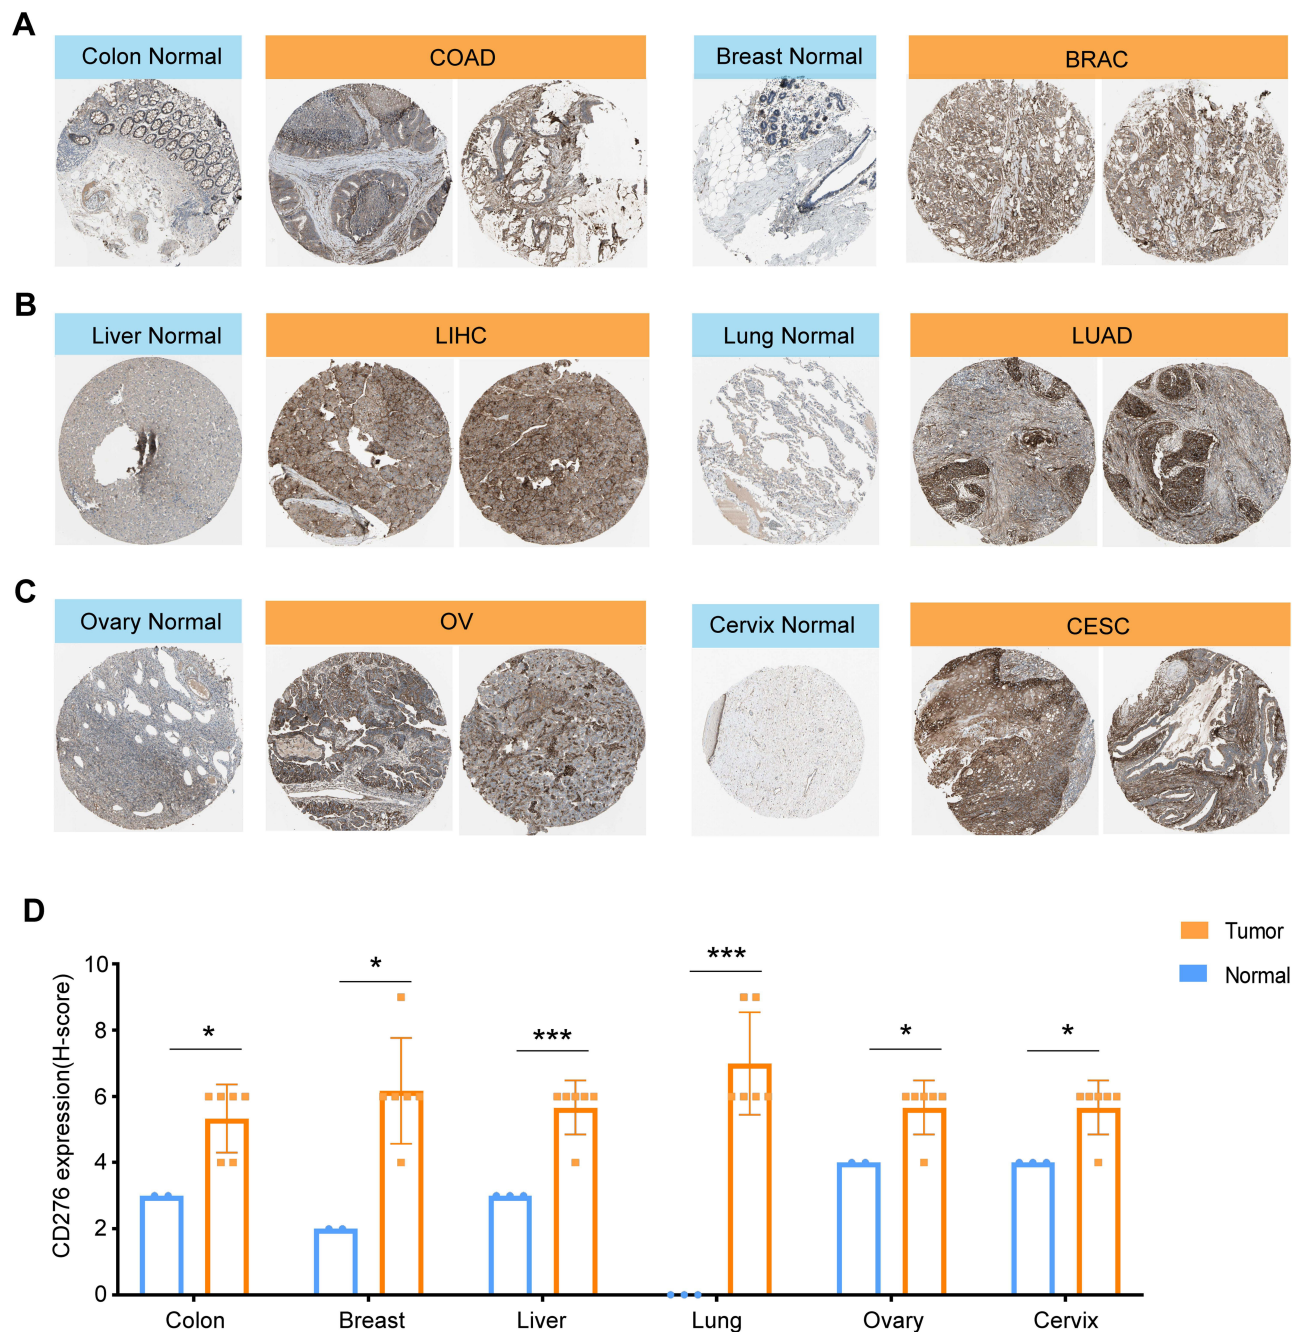 A
Colon Normal
COAD
Breast Normal
BRAC
B
Liver Normal
LIHC
Lung Normal
LUAD
C
Ovary Normal
OV
Cervix Normal
CESC
D
Tumor
Normal
CD276 expression(H-score)
10
8
6
4
2
0
*
*
***
***
*
*
Colon
Breast
Liver
Lung
Ovary
Cervix